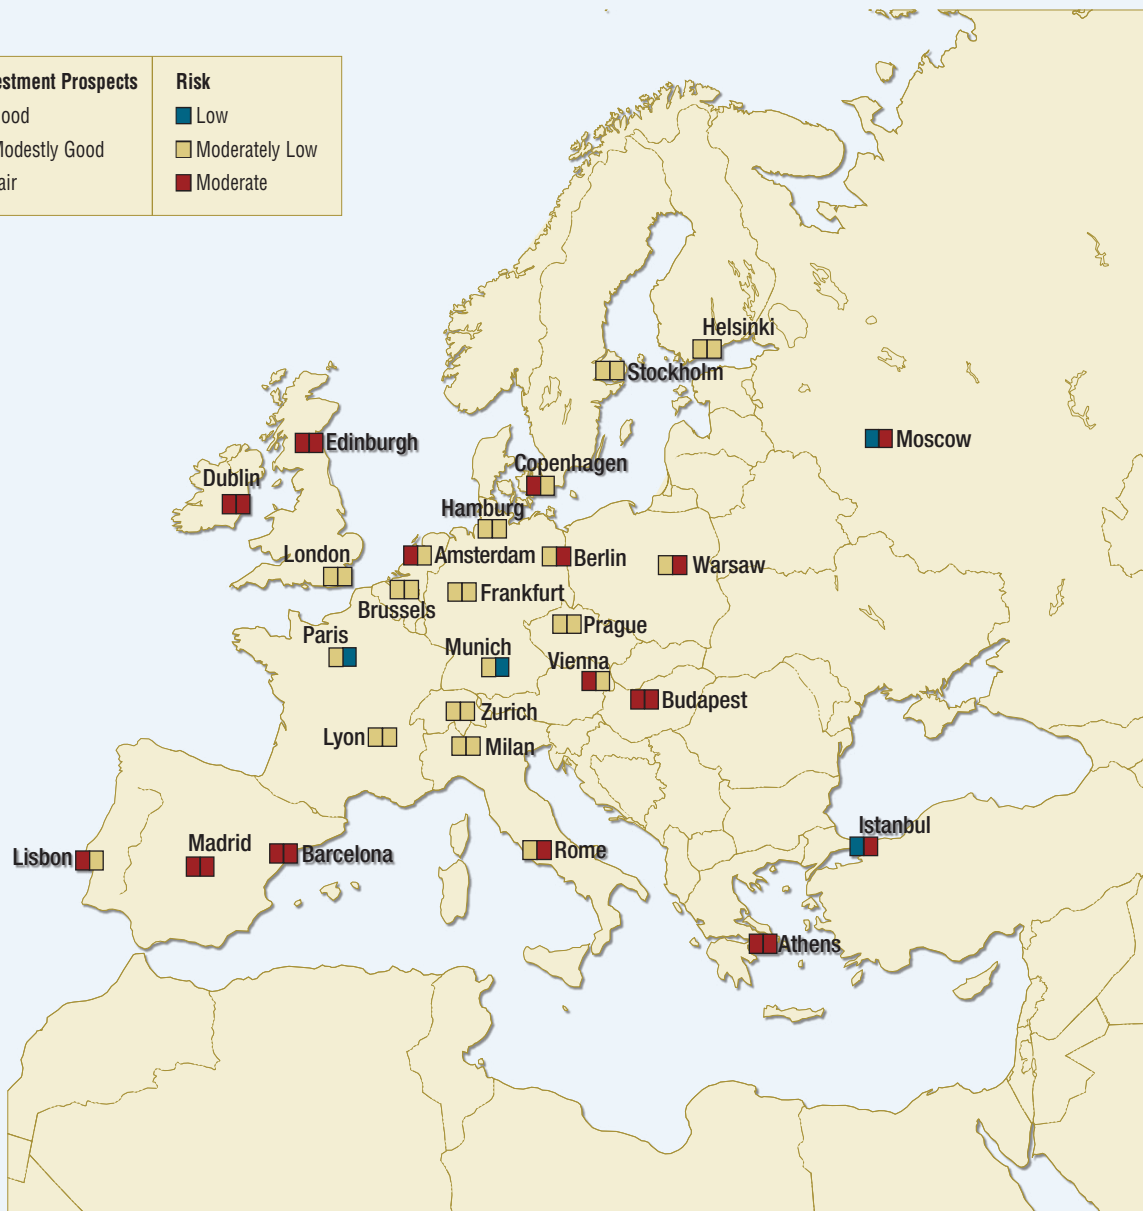 estment Prospects
Risk
ood
Low
Modestly Good
Moderately Low
air
Moderate
Helsinki
Stockholm
Moscow
Edinburgh
Copenhagen
Dublin
Hamburg
London
Amsterdam
Berlin
Warsaw
Frankfurt
Brussels
Prague
Paris
Munich
Vienna
Budapest
Zurich
Lyon
Milan
Istanbul
Madrid
Lisbon
Barcelona
Rome
Athens